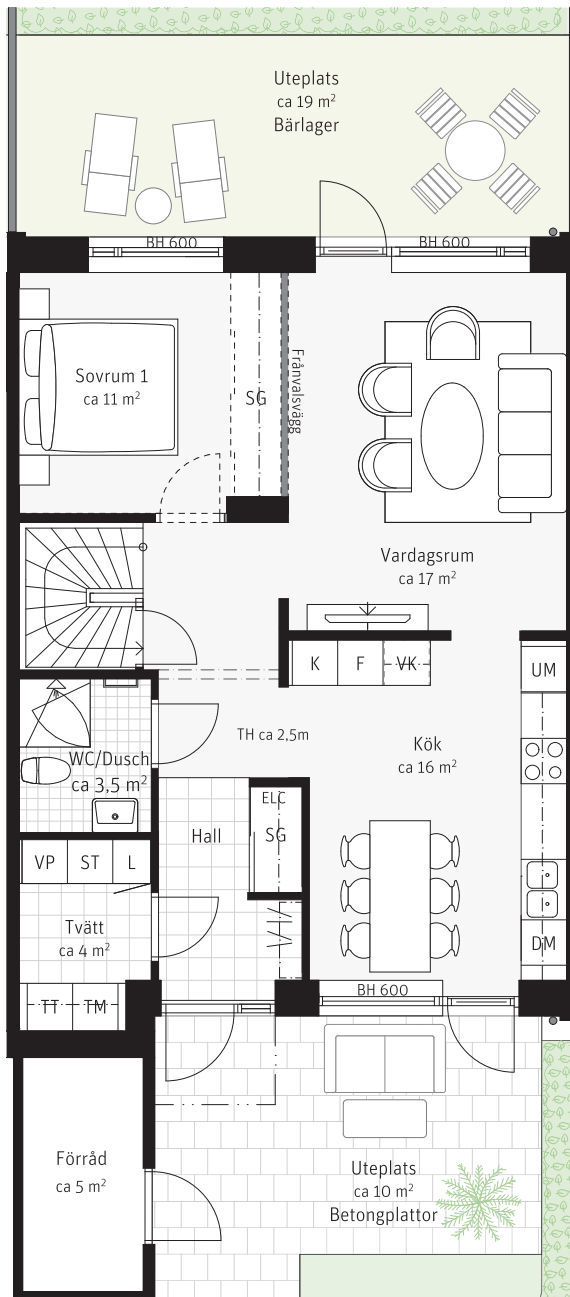 Uteplats
ca 19 m²
Bärlager
BH 600
BH 600
Sovrum 1
ca 11 m²
SG
Frånvalsvägg
Vardagsrum
ca 17 m²
K
F
VK
UM
TH ca 2,5m
Kök
ca 16 m²
WC/Dusch
ca 3,5 m²
ELC
SG
Hall
VP
ST
L
Tvätt
ca 4 m²
DM
TT
TM
BH 600
Förråd
ca 5 m²
Uteplats
ca 10 m²
Betongplattor